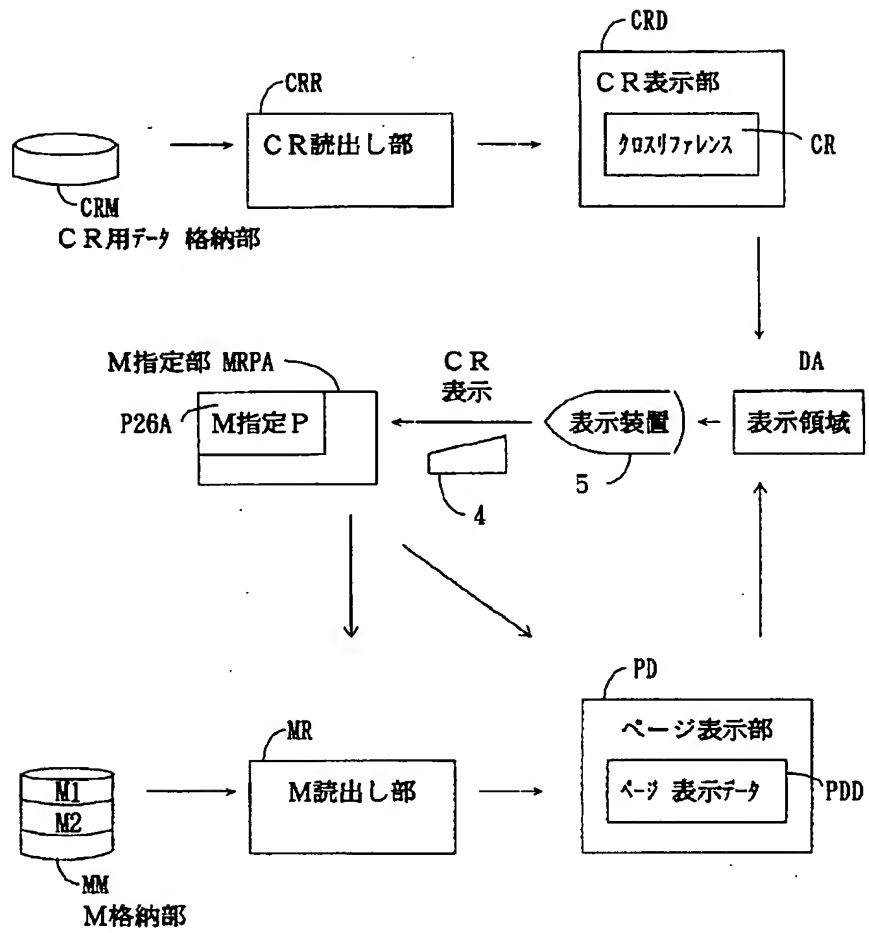 CRD
CRR
CR表示部
CR読出し部
クロスリファレンス
CR
CRM
CR用データ 格納部
M指定部 MRPA
CR
表示
DA
P26A
M指定P
表示装置
表示領域
5
4
PD
MR
ページ表示部
M1
M読出し部
ページ 表示データ
PDD
M2
MM
M格納部